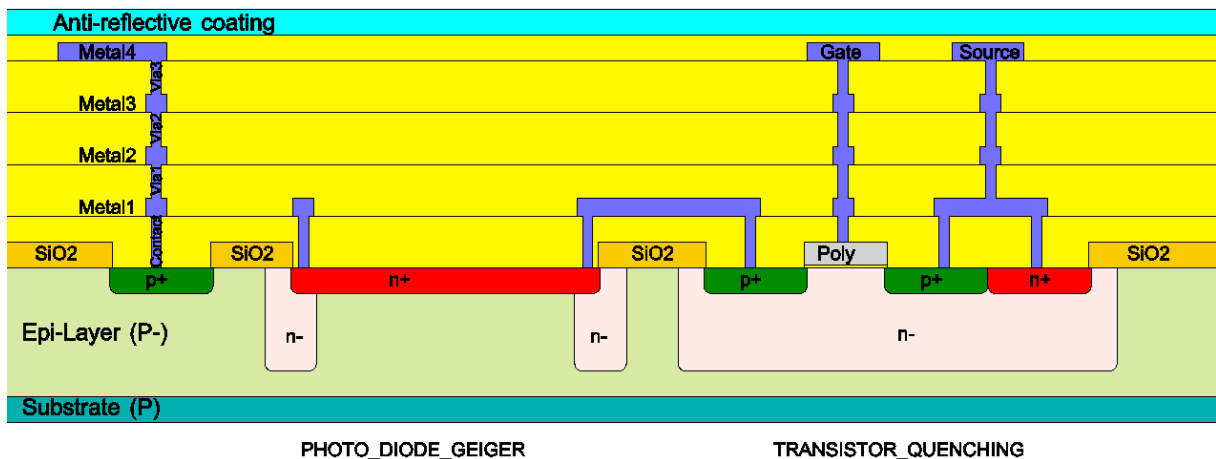 Anti-reflective coating
Metal4
Gate
Source
Via3
Metal3
Via2
Metal2
Via1
Metal1
Contact
SiO2
SiO2
SiO2
Poly
SiO2
p+
n+
p+
p+
n+
Epi-Layer (P-)
n-
n-
n-
Substrate (P)
PHOTO_DIODE_GEIGER
TRANSISTOR_QUENCHING